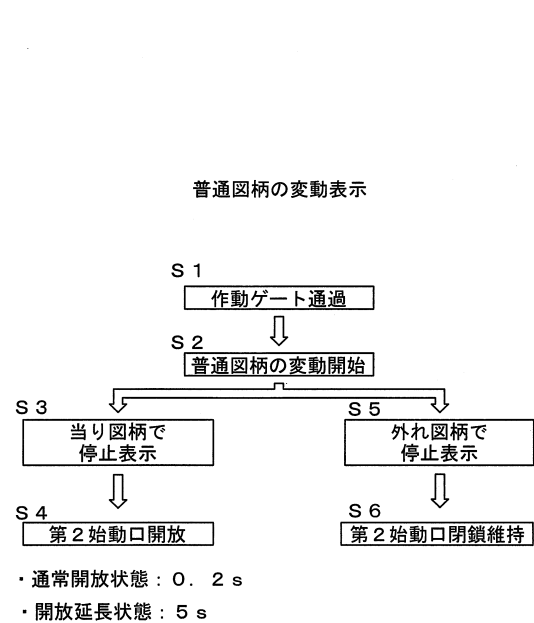 普通図柄の変動表示
Ｓ１
作動ゲート通過
Ｓ２
普通図柄の変動開始
Ｓ３
当り図柄で
停止表示
Ｓ４
第２始動口開放
Ｓ５
外れ図柄で
停止表示
Ｓ６
第２始動口閉鎖維持
・通常開放状態：０．２ｓ
・開放延長状態：５ｓ